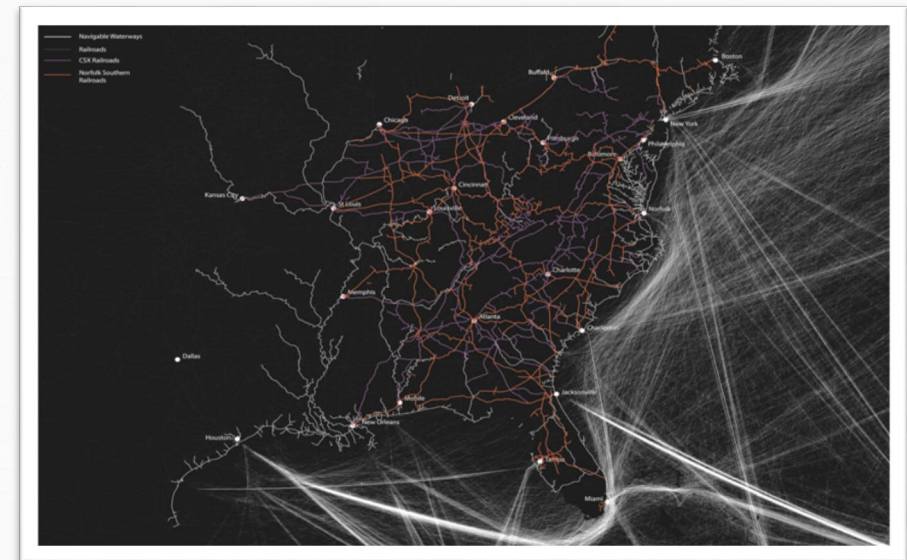 Navigable Waterways
Railroads
CSX Railroads
Norfolk Southern
Railroads
Boston
Buffalo
Detroit
New York
Chicago
Cleveland
Pittsburgh
Philadelphia
Baltimore
Cincinnati
Kansas City
St Louis
Louisville
Norfolk
Charlotte
Memphis
Atlanta
Charleston
Dallas
Jacksonville
Mobile
New Orleans
Houston
Tampa
Miami